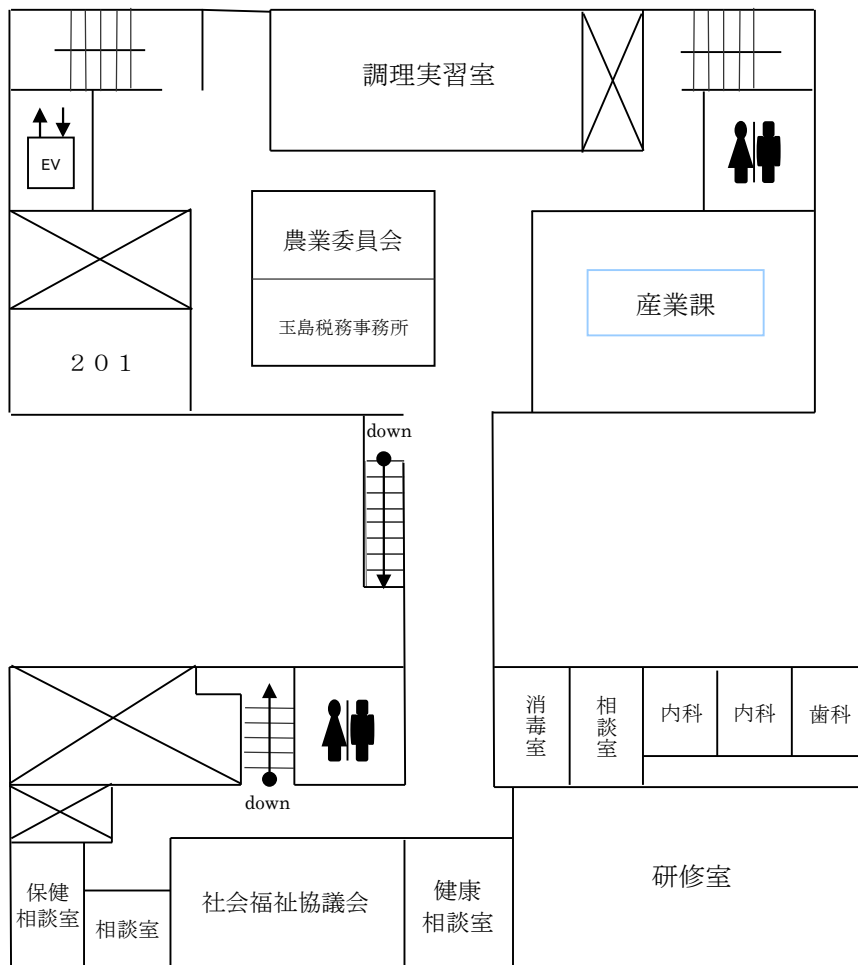 調理実習室
EV
農業委員会
産業課
玉島税務事務所
２０１
down
消毒室
相談室
内科
内科
歯科
down
保健
相談室
相談室
社会福祉協議会
健康
相談室
研修室